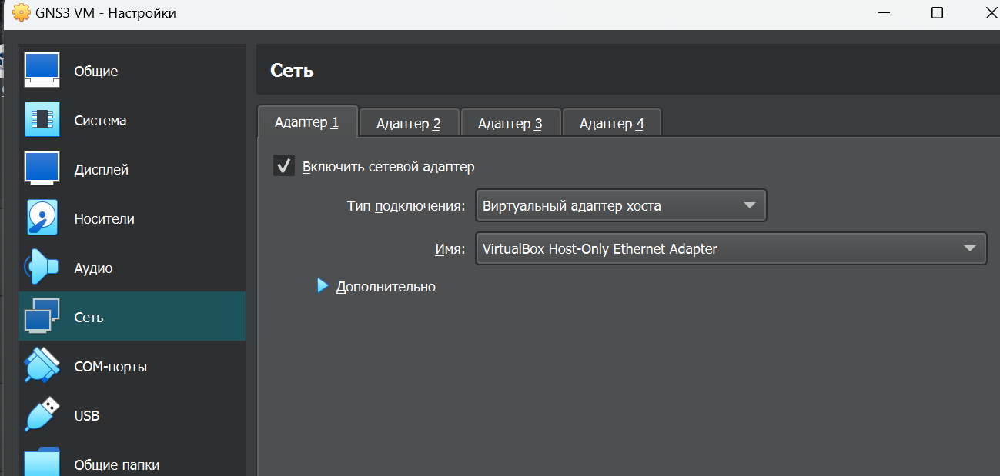 GNS3 VM - Настройки
Общие
Система
Дисплей
Носители
Аудио
Сеть
COM-порты
USB
Общие папки
Сеть
Адаптер 1 Адаптер 2 Адаптер 3 Адаптер 4
Включить сетевой адаптер
Тип подключения: Виртуальный адаптер хоста
Имя: VirtualBox Host-Only Ethernet Adapter
Дополнительно